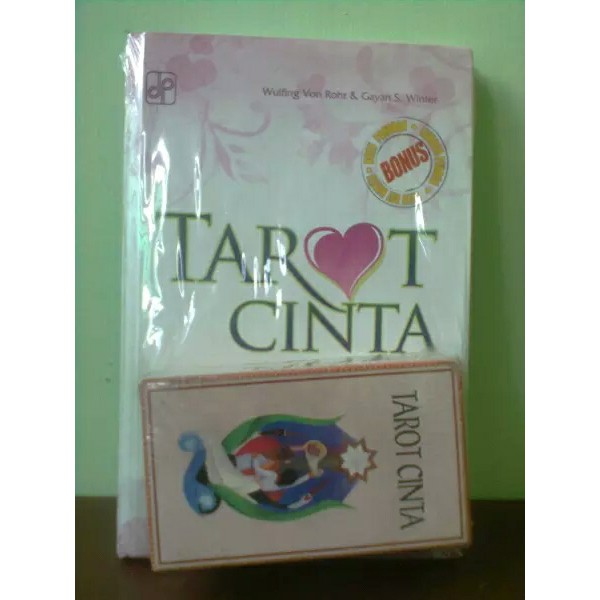 Wulfing Von Rohr & Gayan S. Winter
BONUS
TAROT
CINTA
TAROT CINTA